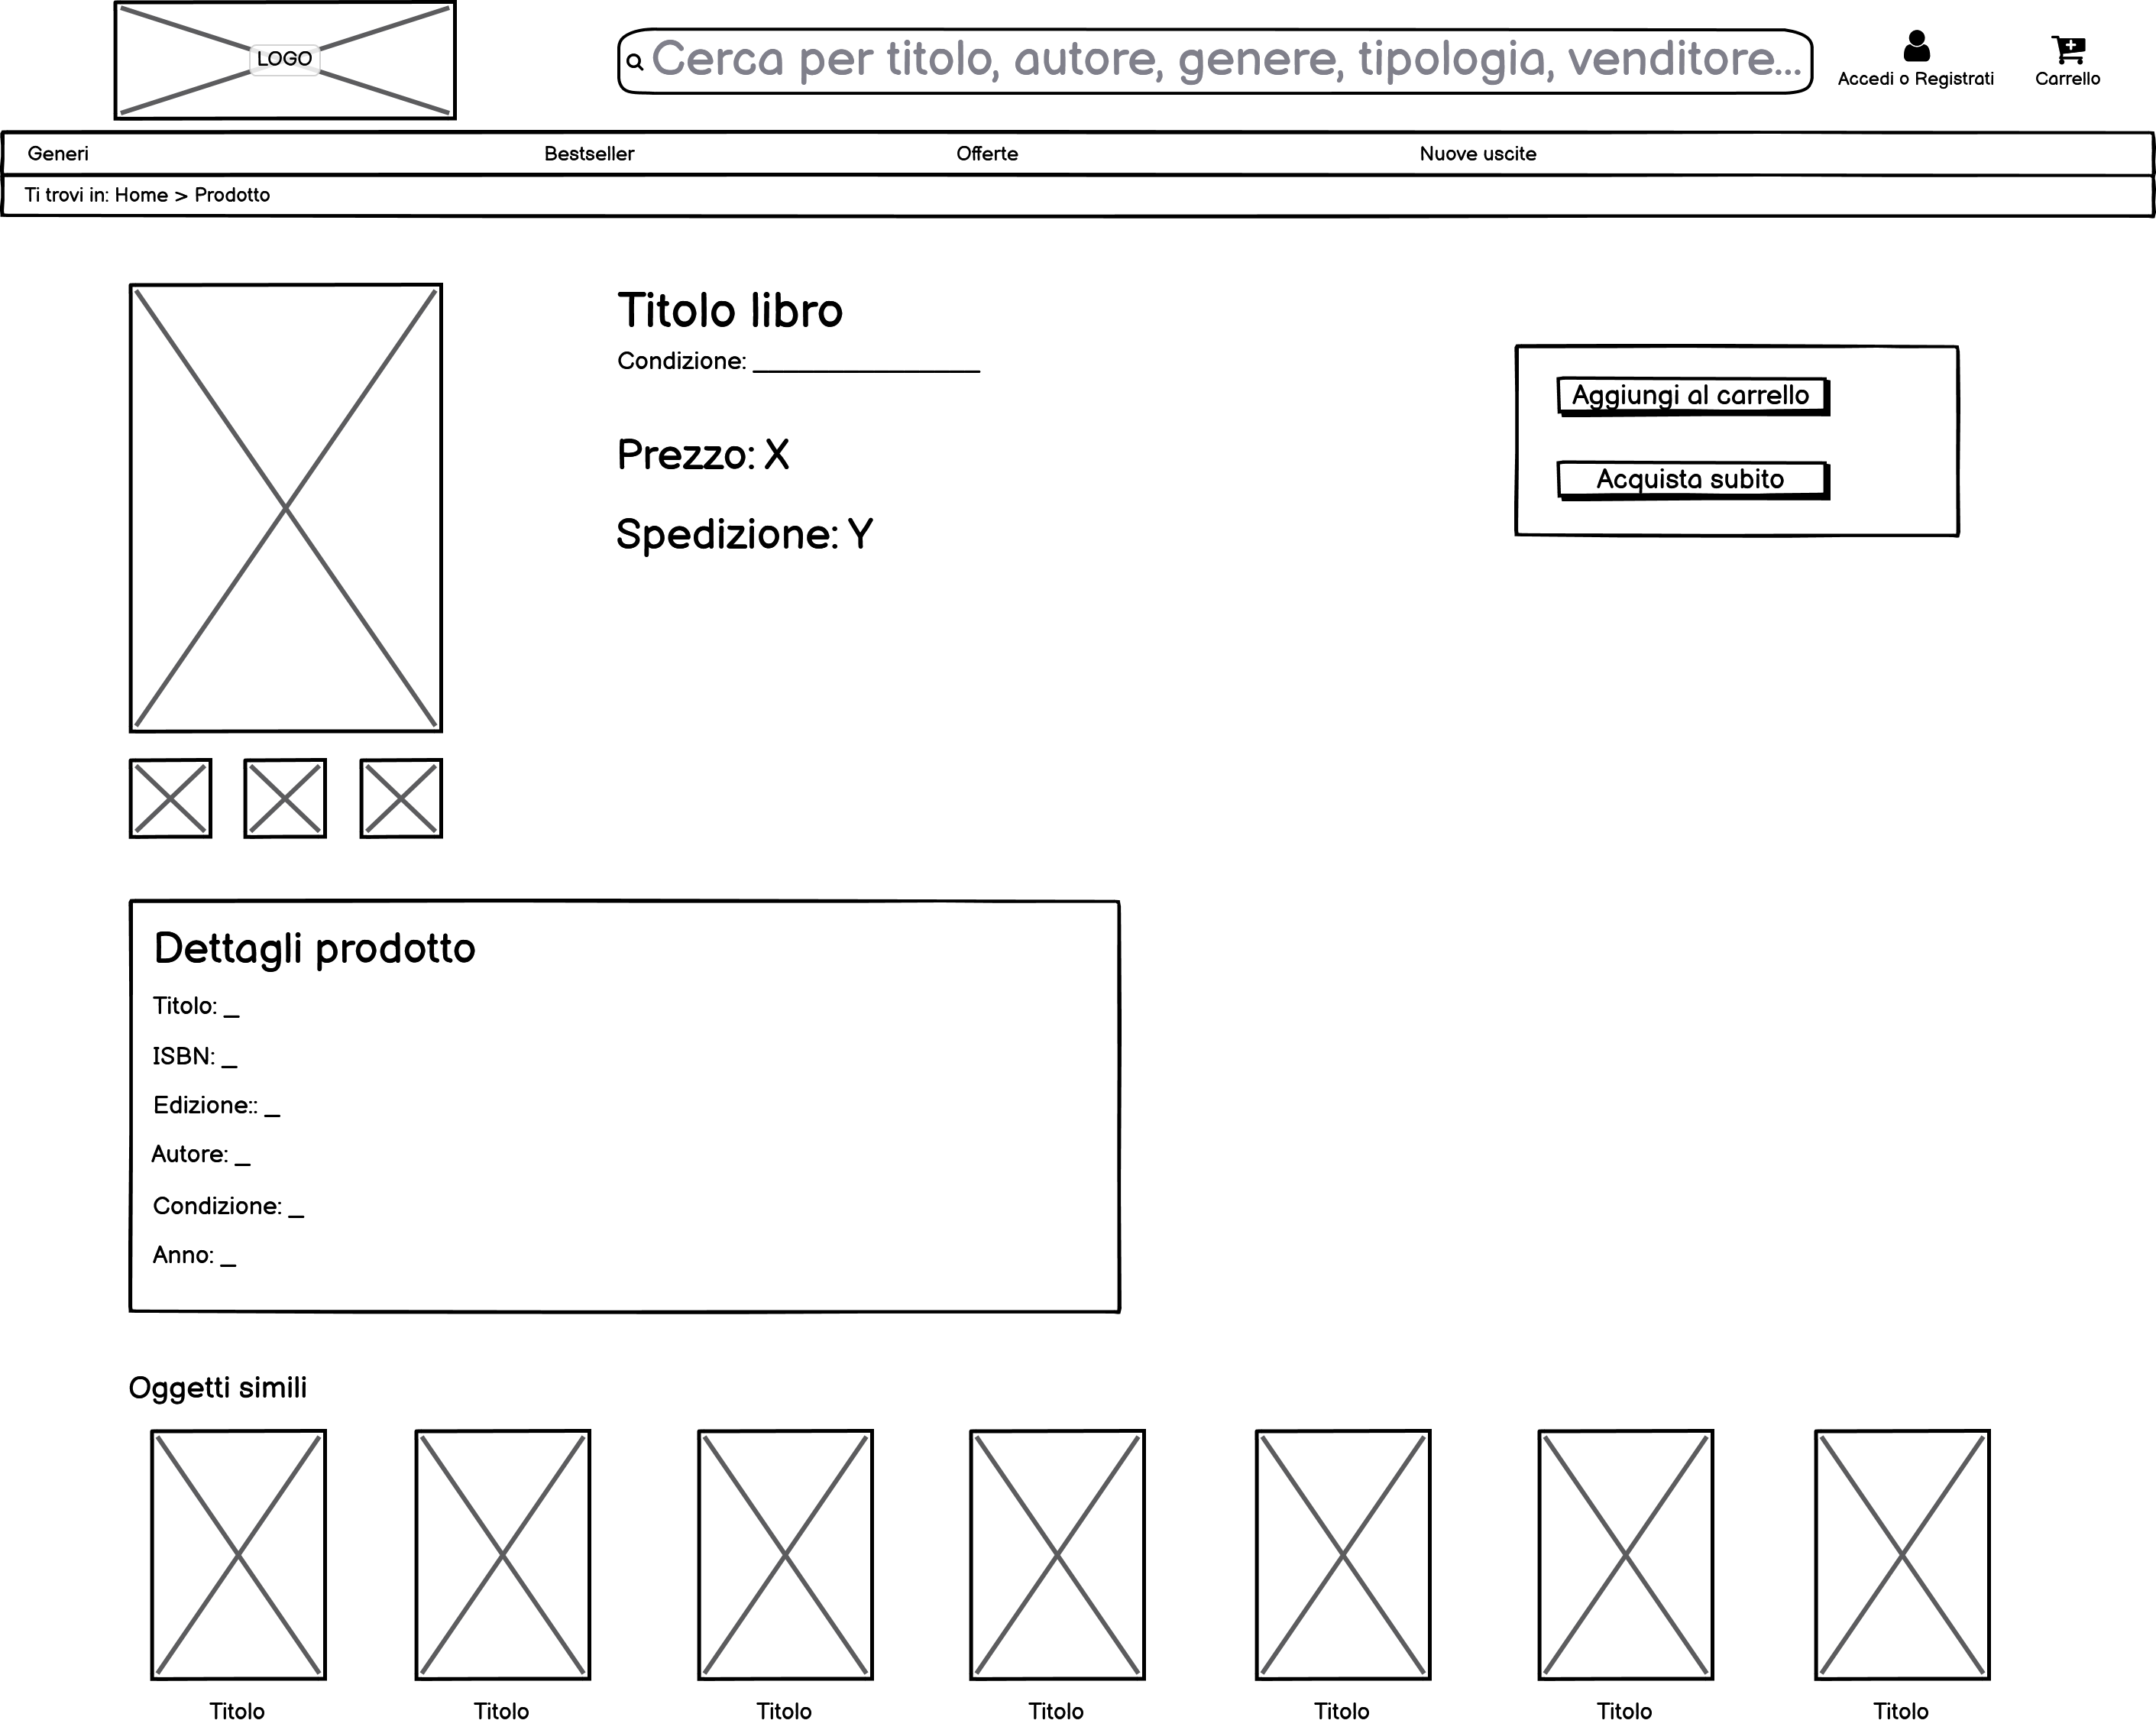 LOGO
Cerca per titolo, autore, genere, tipologia, venditore...
Accedi o Registrati
Carrello
Generi
Bestseller
Offerte
Nuove uscite
Ti trovi in: Home > Prodotto
Titolo libro
Condizione: __________________
Prezzo: X
Spedizione: Y
Aggiungi al carrello
Acquista subito
Dettagli prodotto
Titolo: _
ISBN: _
Edizione:: _
Autore: _
Condizione: _
Anno: _
Oggetti simili
Titolo
Titolo
Titolo
Titolo
Titolo
Titolo
Titolo